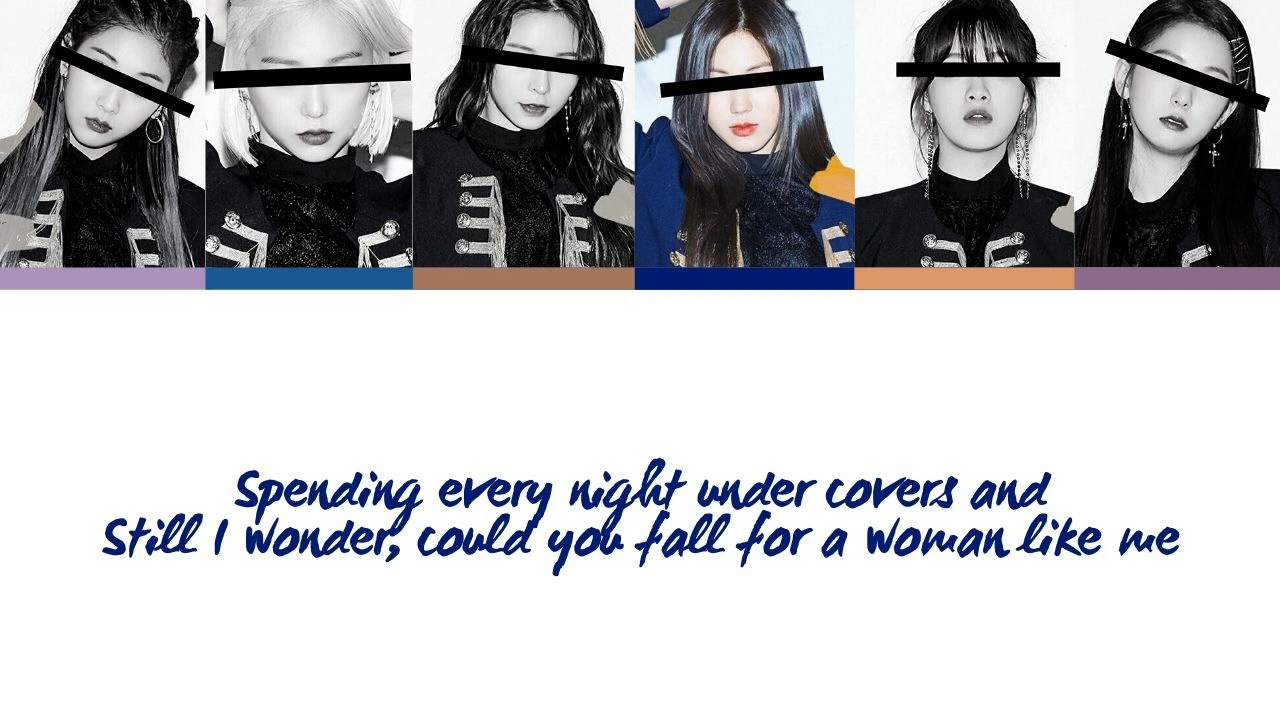 Spending every night under covers and
Still I wonder, could you fall for a woman like me